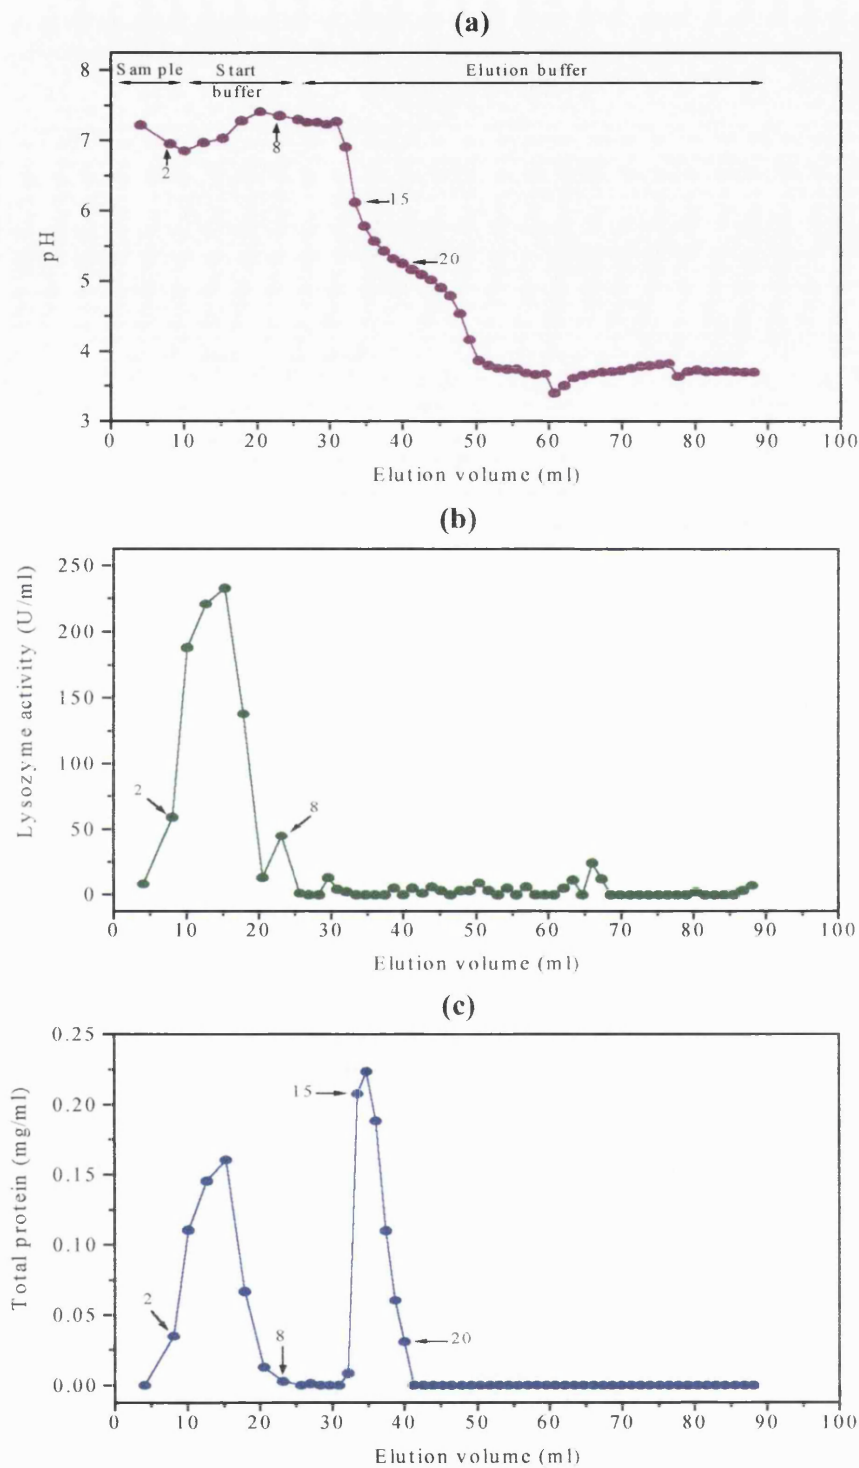 (a)
Sample Start Elution buffer
buffer
8
7
6
5
4
3
pH
2
8
15
20
0 10 20 30 40 50 60 70 80 90 100
Elution volume (ml)
(b)
250
200
150
100
50
0
Lysozyme activity (U/ml)
2
8
0 10 20 30 40 50 60 70 80 90 100
Elution volume (ml)
(c)
0.25
0.20
0.15
0.10
0.05
0.00
Total protein (mg/ml)
15
2
8
20
0 10 20 30 40 50 60 70 80 90 100
Elution volume (ml)